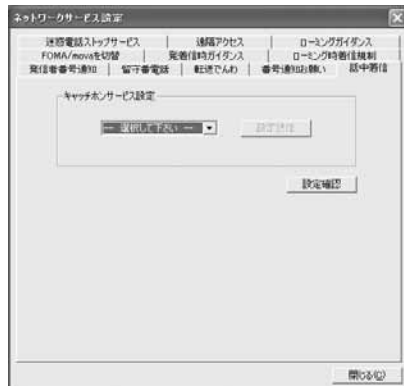 ネットワークサービス設定
迷惑電話ストップサービス 遠隔アクセス ローミングガイダンス
FOMA/movaを切替 発着信時ガイダンス ローミング時着信規制
発信者番号通知 留守番電話 転送でんわ 番号通知お願い 話中着信
キャッチホンサービス設定
-- 選択して下さい -- 設定送信
設定確認
閉じる(C)